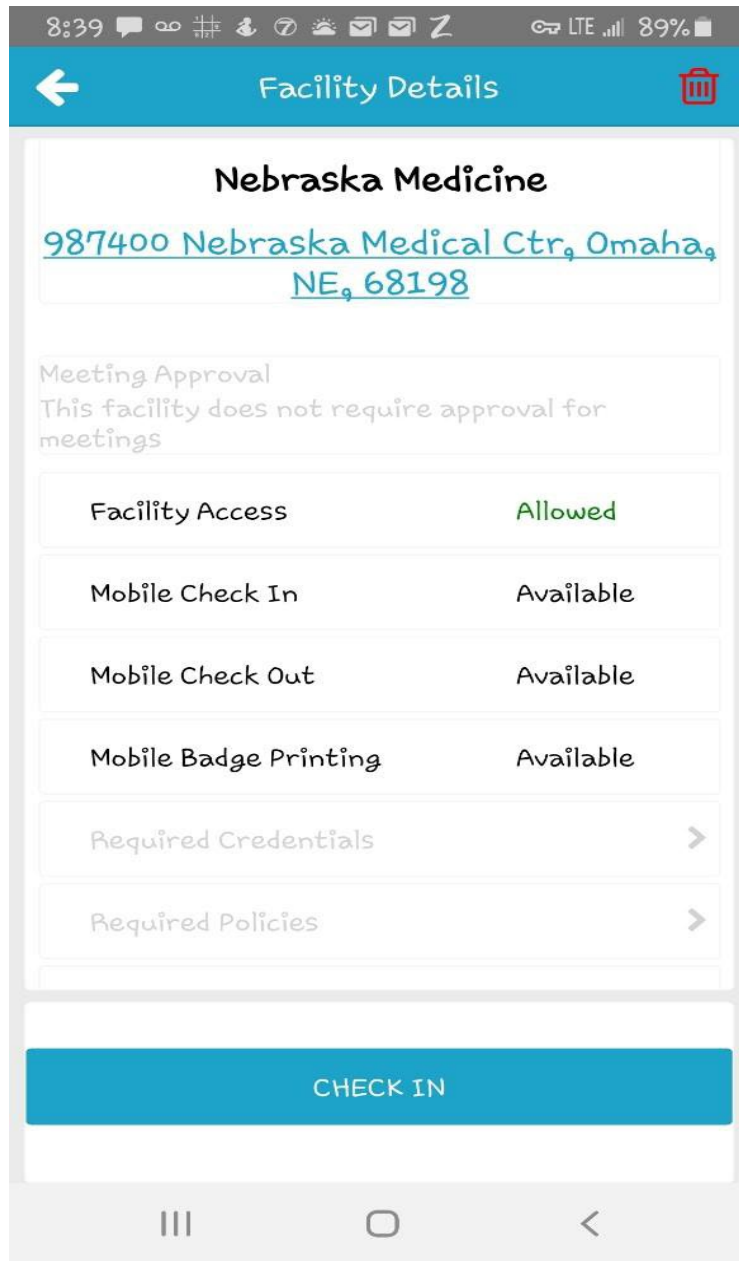 8:39 LTE 89%
Facility Details
Nebraska Medicine
987400 Nebraska Medical Ctr, Omaha,
NE, 68198
Meeting Approval
This facility does not require approval for
meetings
Facility Access Allowed
Mobile Check In Available
Mobile Check Out Available
Mobile Badge Printing Available
Required Credentials
Required Policies
CHECK IN